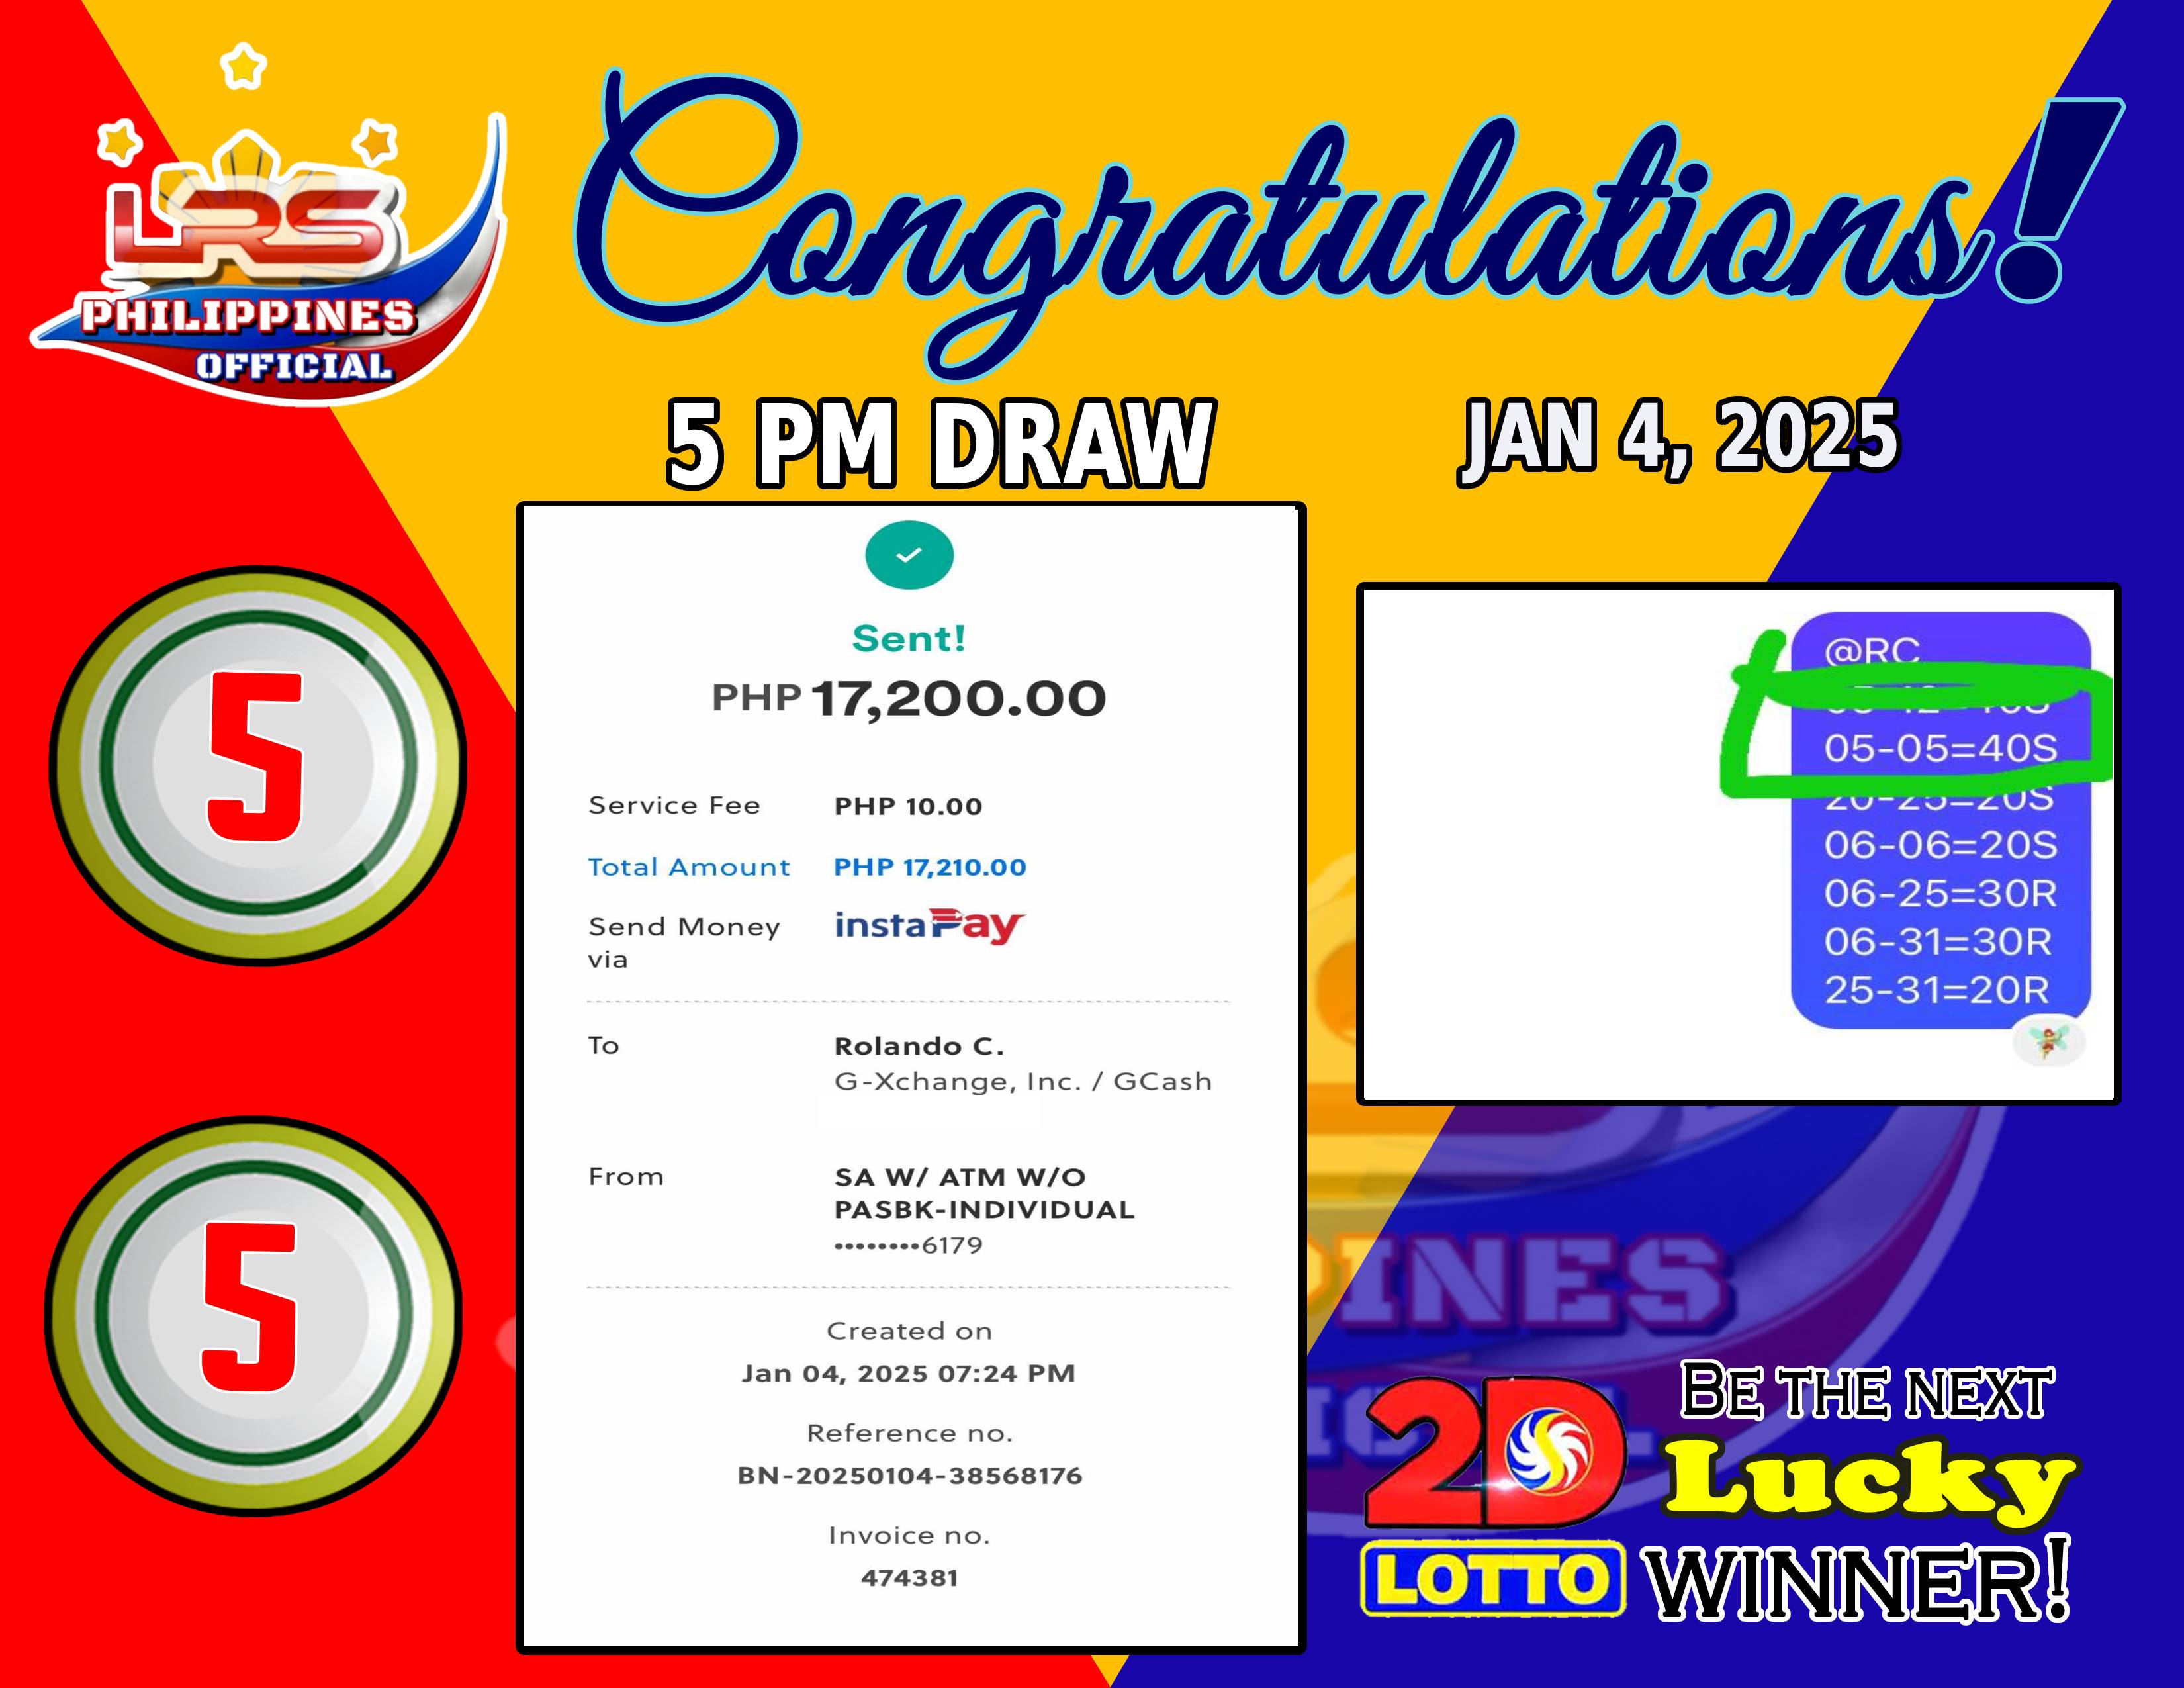 LRS
PHILIPPINES
OFFICIAL
Congratulations!
5 PM DRAW
JAN 4, 2025
5
5
Sent!
PHP 17,200.00
Service Fee PHP 10.00
Total Amount PHP 17,210.00
Send Money via instaPay
To Rolando C.
G-Xchange, Inc. / GCash
From SA W/ ATM W/O
PASBK-INDIVIDUAL
••••••••6179
Created on
Jan 04, 2025 07:24 PM
Reference no.
BN-20250104-38568176
Invoice no.
474381
@RC
05-05=40S
20-25=20S
06-06=20S
06-25=30R
06-31=30R
25-31=20R
PINES
2D
LOTTO
BE THE NEXT
Lucky
WINNER!